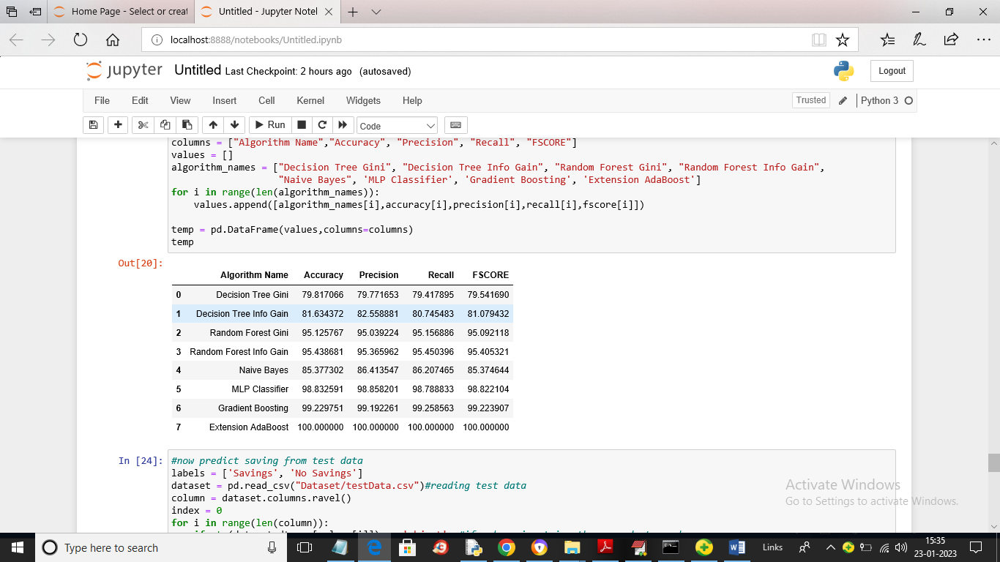 Home Page - Select or creat
Untitled - Jupyter Notel
localhost:8888/notebooks/Untitled.ipynb
jupyter Untitled Last Checkpoint: 2 hours ago (autosaved)
Logout
File Edit View Insert Cell Kernel Widgets Help
Trusted Python 3
Run Code
columns = ["Algorithm Name","Accuracy", "Precision", "Recall", "FSCORE"]
values = []
algorithm_names = ["Decision Tree Gini", "Decision Tree Info Gain", "Random Forest Gini", "Random Forest Info Gain",
"Naive Bayes", 'MLP Classifier', 'Gradient Boosting', 'Extension AdaBoost']
for i in range(len(algorithm_names)):
values.append([algorithm_names[i],accuracy[i],precision[i],recall[i],fscore[i]])
temp = pd.DataFrame(values,columns=columns)
temp
Out[20]:
Algorithm Name Accuracy Precision Recall FSCORE
0 Decision Tree Gini 79.817066 79.771653 79.417895 79.541690
1 Decision Tree Info Gain 81.634372 82.558881 80.745483 81.079432
2 Random Forest Gini 95.125767 95.039224 95.156886 95.092118
3 Random Forest Info Gain 95.438681 95.365962 95.450396 95.405321
4 Naive Bayes 85.377302 86.413547 86.207465 85.374644
5 MLP Classifier 98.832591 98.858201 98.788833 98.822104
6 Gradient Boosting 99.229751 99.192261 99.258563 99.223907
7 Extension AdaBoost 100.000000 100.000000 100.000000 100.000000
In [24]: #now predict saving from test data
labels = ['Savings', 'No Savings']
dataset = pd.read_csv("Dataset/testData.csv")#reading test data
column = dataset.columns.ravel()
index = 0
for i in range(len(column)):
Activate Windows
Go to Settings to activate Windows.
Type here to search
Links
15:35
23-01-2023